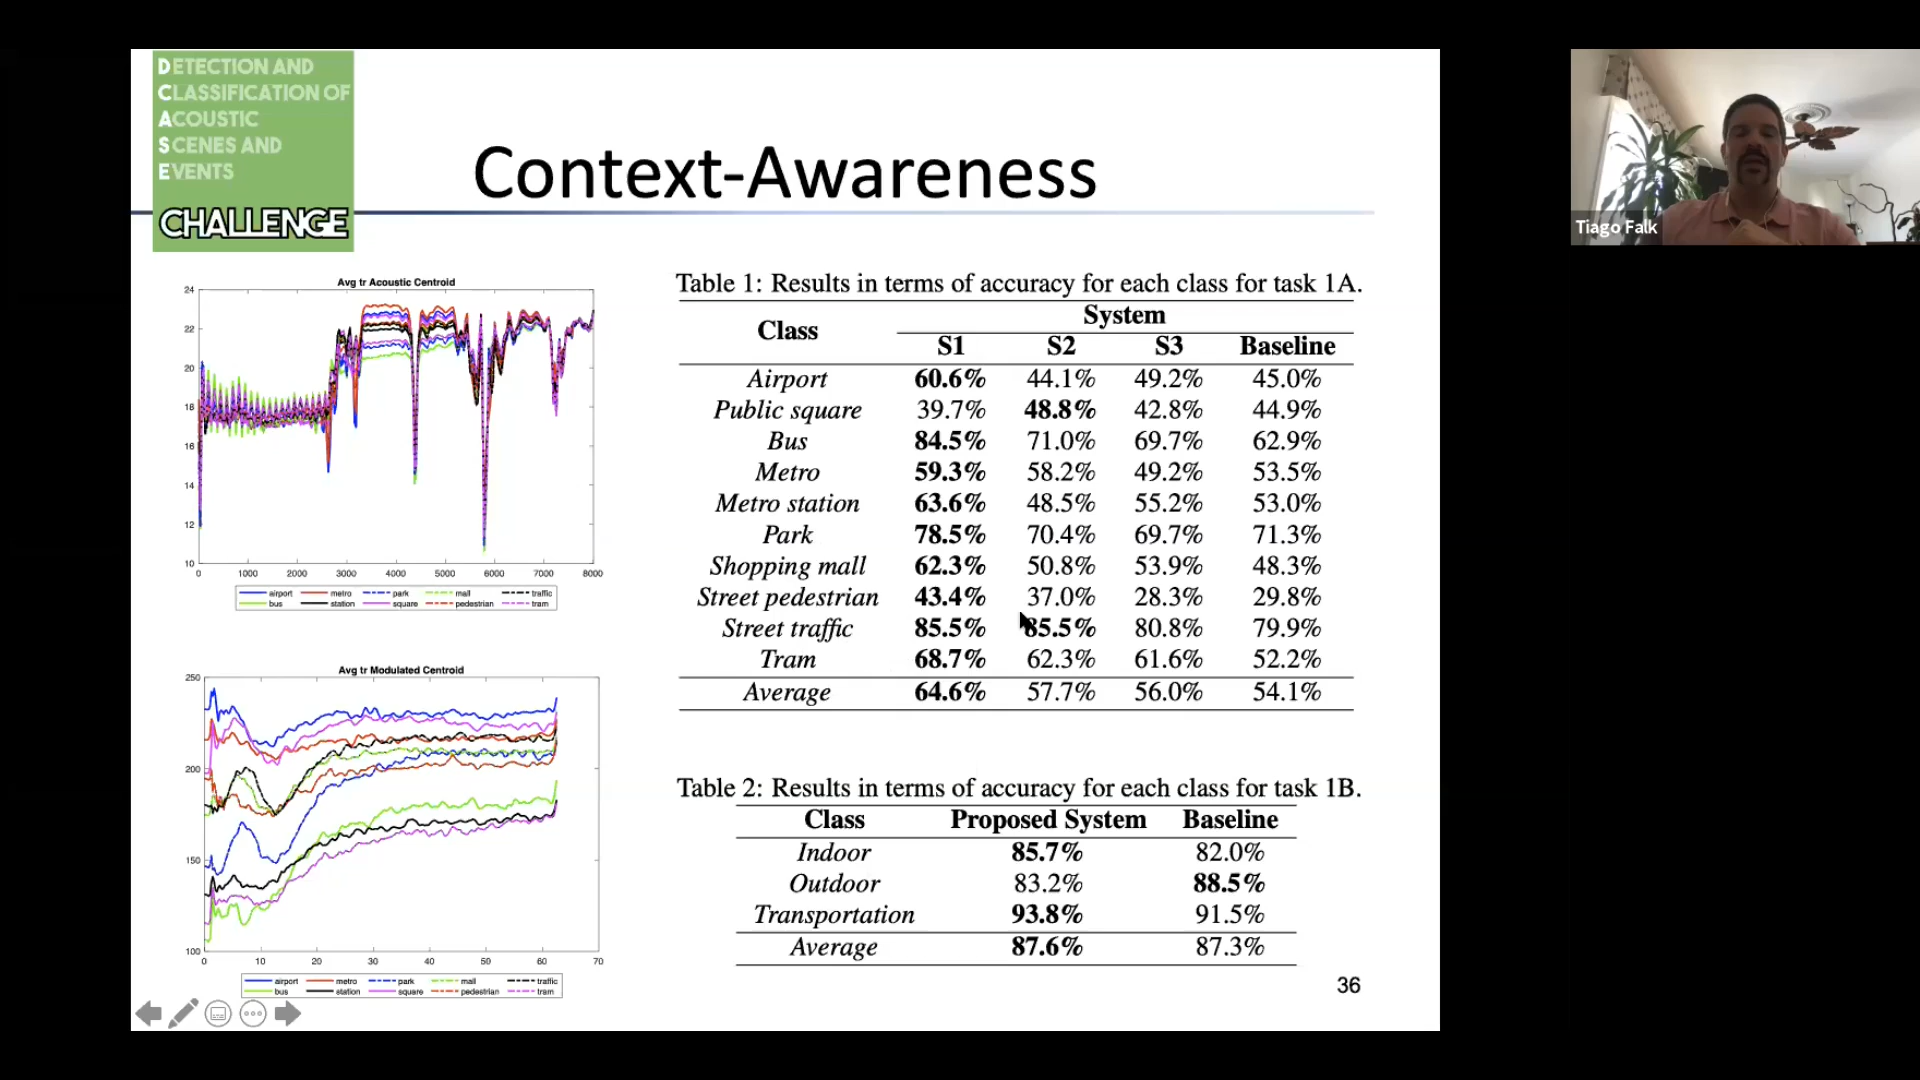 DETECTION AND
CLASSIFICATION OF
ACOUSTIC
SCENES AND
EVENTS
CHALLENGE
Context-Awareness
Tiago Falk
Avg tr Acoustic Centroid
24
22
20
18
16
14
12
10
0 1000 2000 3000 4000 5000 6000 7000 8000
airport metro park mall traffic
bus station square pedestrian tram
Avg tr Modulated Centroid
250
200
150
100
0 10 20 30 40 50 60 70
airport metro park mall traffic
bus station square pedestrian tram
Table 1: Results in terms of accuracy for each class for task 1A.
Class System
S1 S2 S3 Baseline
Airport 60.6% 44.1% 49.2% 45.0%
Public square 39.7% 48.8% 42.8% 44.9%
Bus 84.5% 71.0% 69.7% 62.9%
Metro 59.3% 58.2% 49.2% 53.5%
Metro station 63.6% 48.5% 55.2% 53.0%
Park 78.5% 70.4% 69.7% 71.3%
Shopping mall 62.3% 50.8% 53.9% 48.3%
Street pedestrian 43.4% 37.0% 28.3% 29.8%
Street traffic 85.5% 85.5% 80.8% 79.9%
Tram 68.7% 62.3% 61.6% 52.2%
Average 64.6% 57.7% 56.0% 54.1%
Table 2: Results in terms of accuracy for each class for task 1B.
Class Proposed System Baseline
Indoor 85.7% 82.0%
Outdoor 83.2% 88.5%
Transportation 93.8% 91.5%
Average 87.6% 87.3%
36